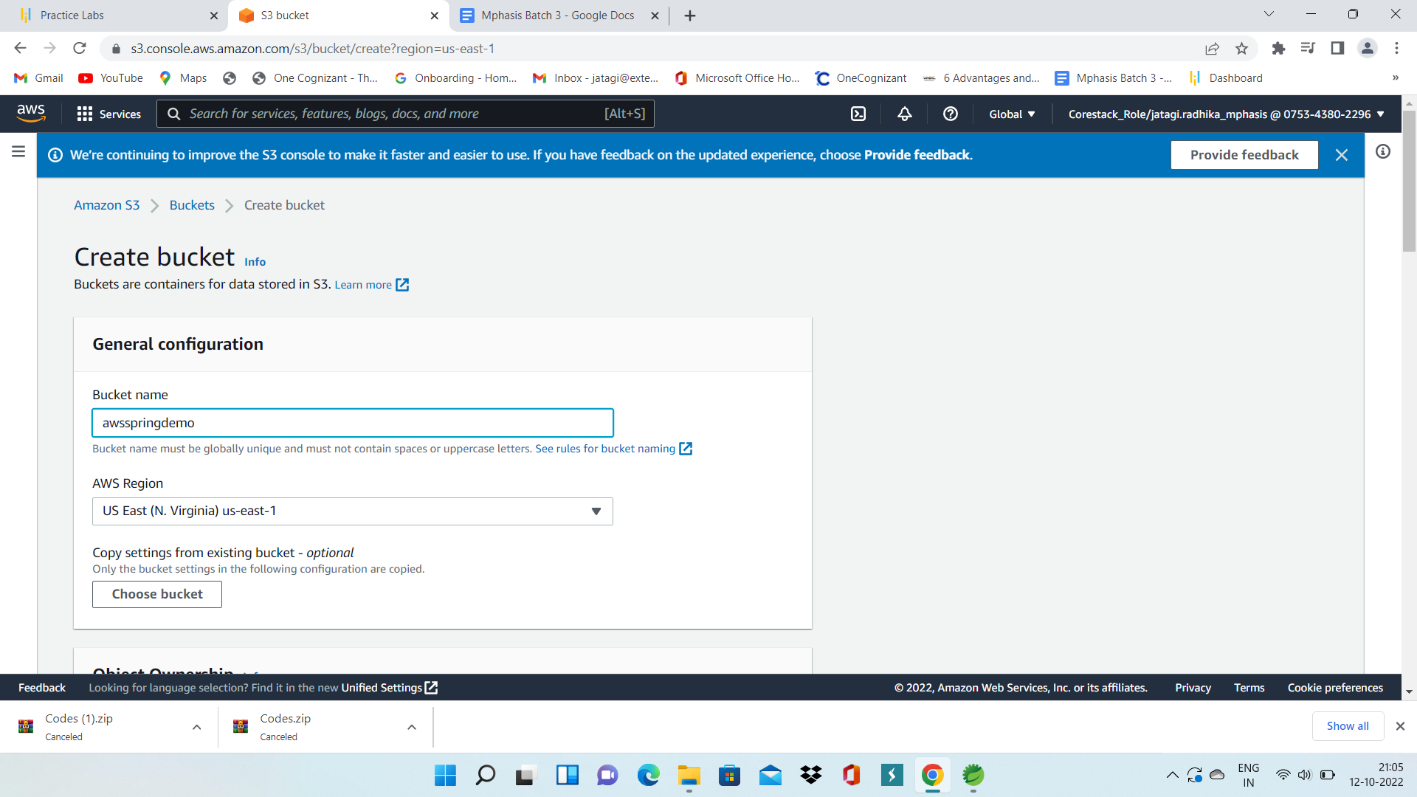 Practice Labs
S3 bucket
Mphasis Batch 3 - Google Docs
s3.console.aws.amazon.com/s3/bucket/create?region=us-east-1
Gmail
YouTube
Maps
One Cognizant - Th...
Onboarding - Hom...
Inbox - jatagi@exte...
Microsoft Office Ho...
OneCognizant
6 Advantages and...
Mphasis Batch 3 -...
Dashboard
»
aws
Services
Search for services, features, blogs, docs, and more
[Alt+S]
Global
Corestack_Role/jatagi.radhika_mphasis @ 0753-4380-2296
We're continuing to improve the S3 console to make it faster and easier to use. If you have feedback on the updated experience, choose Provide feedback.
Provide feedback
Amazon S3 > Buckets > Create bucket
Create bucket Info
Buckets are containers for data stored in S3. Learn more
General configuration
Bucket name
awsspringdemo
Bucket name must be globally unique and must not contain spaces or uppercase letters. See rules for bucket naming
AWS Region
US East (N. Virginia) us-east-1
Copy settings from existing bucket - optional
Only the bucket settings in the following configuration are copied.
Choose bucket
Object Ownership
Feedback
Looking for language selection? Find it in the new Unified Settings
© 2022, Amazon Web Services, Inc. or its affiliates.
Privacy
Terms
Cookie preferences
Codes (1).zip
Canceled
Codes.zip
Canceled
Show all
ENG
IN
21:05
12-10-2022